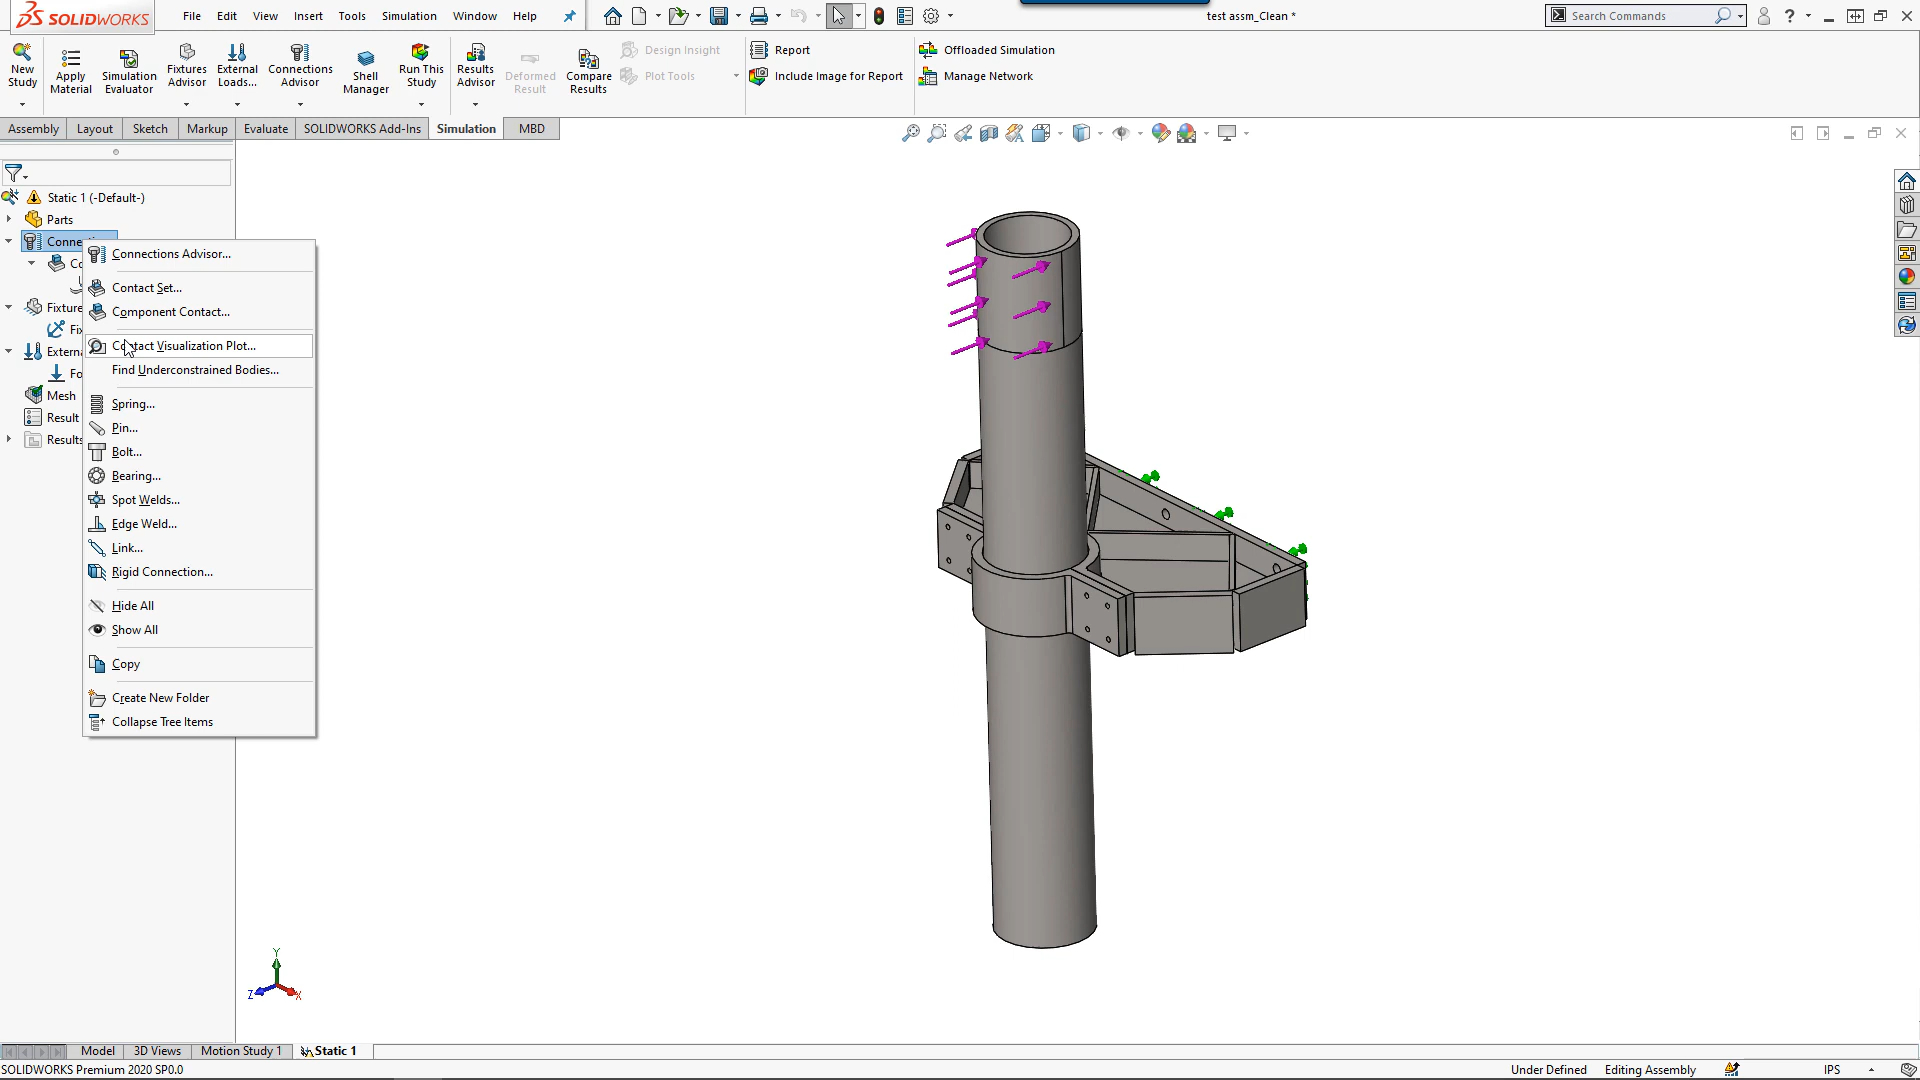 SOLIDWORKS
File
Edit
View
Insert
Tools
Simulation
Window
Help
test assm_Clean *
Search Commands
New
Study
Apply
Material
Simulation
Evaluator
Fixtures
Advisor
External
Loads...
Connections
Advisor
Shell
Manager
Run This
Study
Results
Advisor
Deformed
Result
Compare
Results
Design Insight
Plot Tools
Report
Include Image for Report
Offloaded Simulation
Manage Network
Assembly
Layout
Sketch
Markup
Evaluate
SOLIDWORKS Add-Ins
Simulation
MBD
Static 1 (-Default-)
Parts
Connections Advisor...
Contact Set...
Component Contact...
Contact Visualization Plot...
Find Underconstrained Bodies...
Mesh
Result
Results
Spring...
Pin...
Bolt...
Bearing...
Spot Welds...
Edge Weld...
Link...
Rigid Connection...
Hide All
Show All
Copy
Create New Folder
Collapse Tree Items
Y
Z
X
Model
3D Views
Motion Study 1
Static 1
SOLIDWORKS Premium 2020 SP0.0
Under Defined
Editing Assembly
IPS